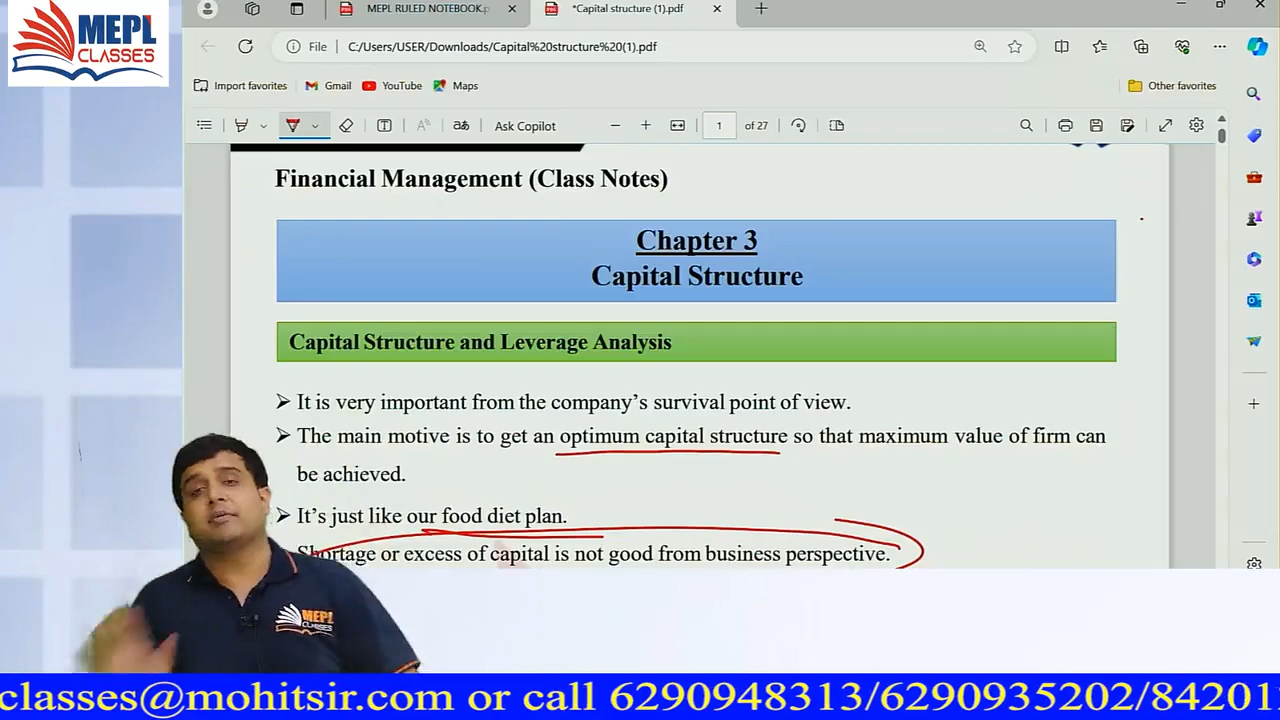 MEPL
CLASSES
MEPL RULED NOTEBOOK.p
*Capital structure (1).pdf
File
C:/Users/USER/Downloads/Capital%20structure%20(1).pdf
Import favorites
Gmail
YouTube
Maps
Other favorites
Ask Copilot
1
of 27
Financial Management (Class Notes)
Chapter 3
Capital Structure
Capital Structure and Leverage Analysis
➢ It is very important from the company’s survival point of view.
➢ The main motive is to get an optimum capital structure so that maximum value of firm can
be achieved.
➢ It’s just like our food diet plan.
Shortage or excess of capital is not good from business perspective.
MEPL
CLASSES
classes@mohitsir.com or call 6290948313/6290935202/84201